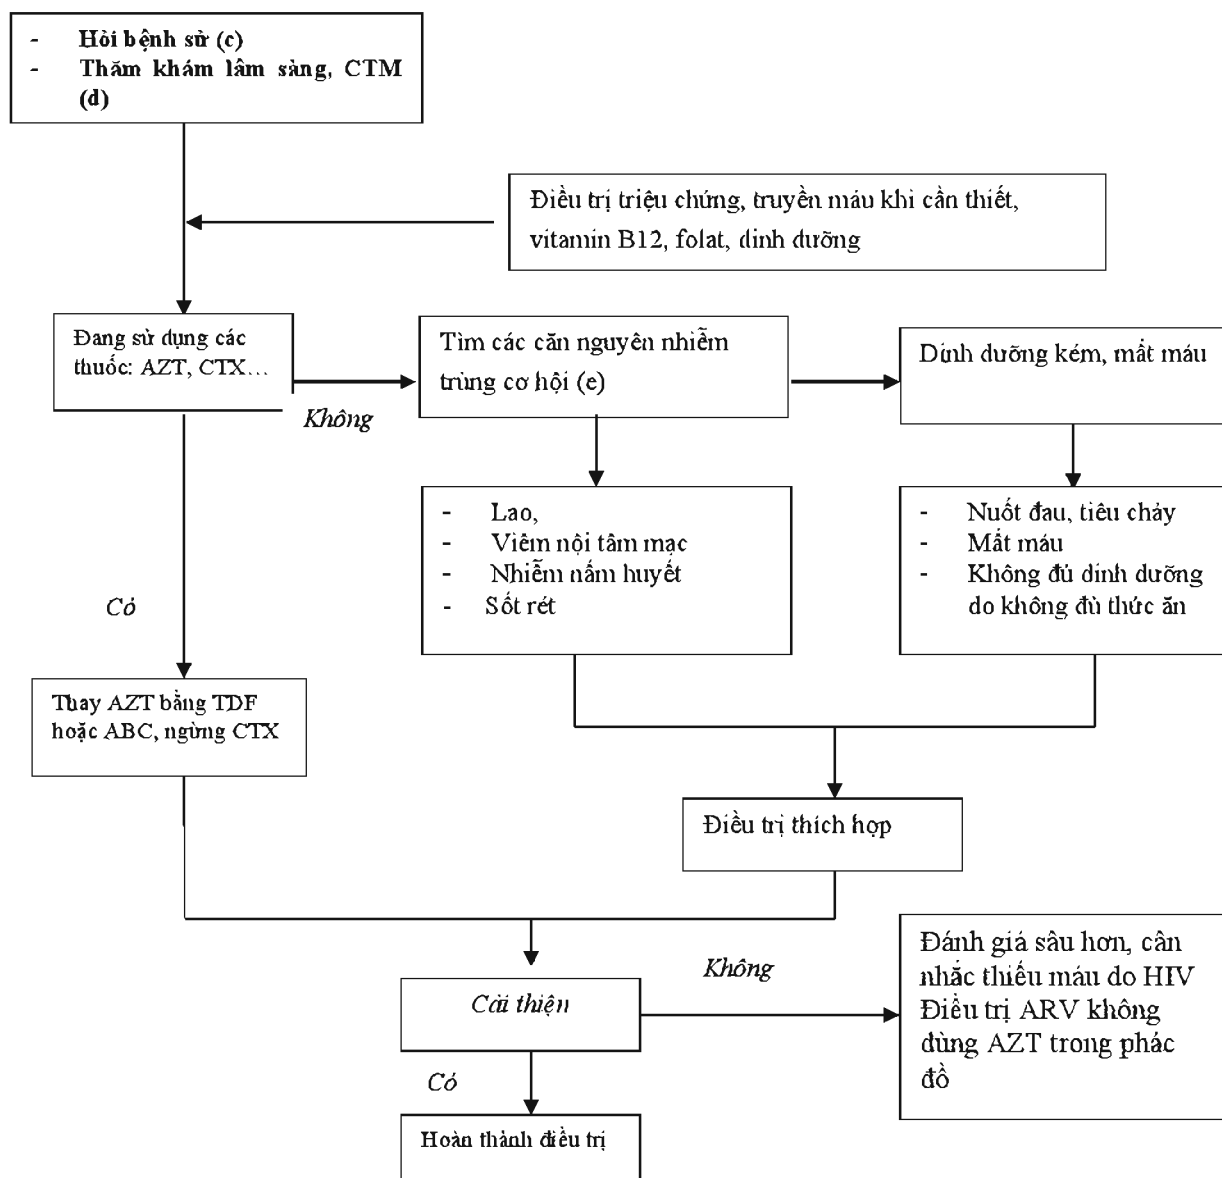 - Hỏi bệnh sử (c)
- Thăm khám lâm sàng, CTM
(d)
Điều trị triệu chứng, truyền máu khi cần thiết,
vitamin B12, folat, dinh dưỡng
Đang sử dụng các
thuốc: AZT, CTX...
Không
Tìm các căn nguyên nhiễm
trùng cơ hội (e)
Dinh dưỡng kém, mất máu
- Lao,
- Viêm nội tâm mạc
- Nhiễm nấm huyết
- Sốt rét
- Nuốt đau, tiêu chảy
- Mất máu
- Không đủ dinh dưỡng
do không đủ thức ăn
Có
Thay AZT bằng TDF
hoặc ABC, ngừng CTX
Điều trị thích hợp
Cải thiện
Không
Đánh giá sâu hơn, cân
nhắc thiếu máu do HIV
Điều trị ARV không
dùng AZT trong phác
đồ
Có
Hoàn thành điều trị